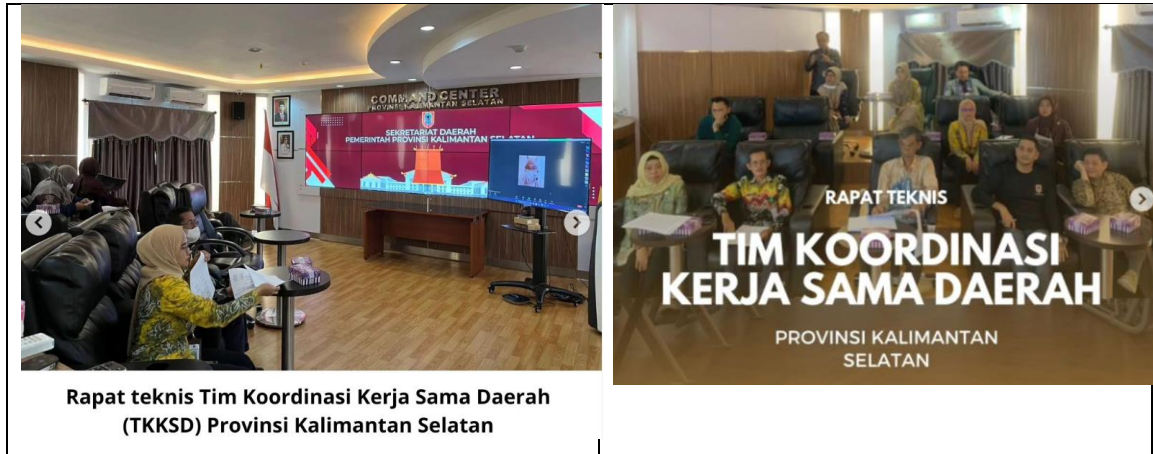 COMMAND CENTER
PROVINSI KALIMANTAN SELATAN
SEKRETARIAT DAERAH
PEMERINTAH PROVINSI KALIMANTAN SELATAN
Rapat teknis Tim Koordinasi Kerja Sama Daerah
(TKKSD) Provinsi Kalimantan Selatan
RAPAT TEKNIS
TIM KOORDINASI
KERJA SAMA DAERAH
PROVINSI KALIMANTAN
SELATAN